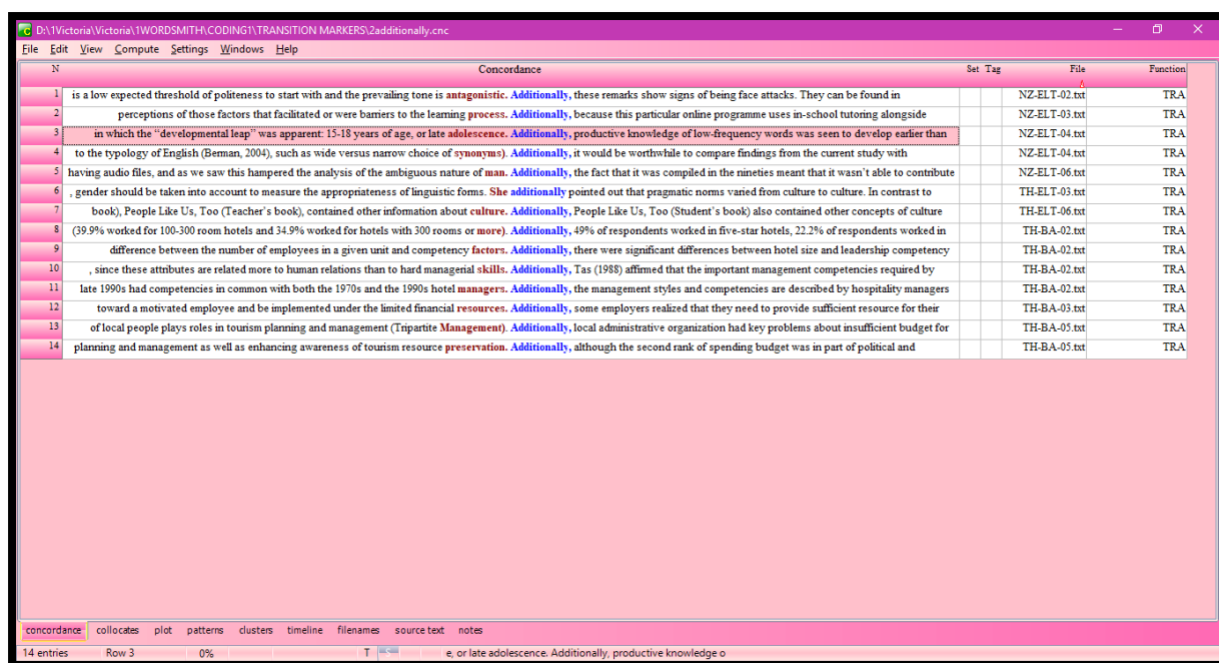 D:\1Victoria\Victoria\1WORDSMITH\CODING1\TRANSITION MARKERS\2additionally.cnc
File Edit View Compute Settings Windows Help
N Concordance Set Tag File Function
1 is a low expected threshold of politeness to start with and the prevailing tone is antagonistic. Additionally, these remarks show signs of being face attacks. They can be found in NZ-ELT-02.txt TRA
2 perceptions of those factors that facilitated or were barriers to the learning process. Additionally, because this particular online programme uses in-school tutoring alongside NZ-ELT-03.txt TRA
3 in which the “developmental leap” was apparent: 15-18 years of age, or late adolescence. Additionally, productive knowledge of low-frequency words was seen to develop earlier than NZ-ELT-04.txt TRA
4 to the typology of English (Berman, 2004), such as wide versus narrow choice of synonyms). Additionally, it would be worthwhile to compare findings from the current study with NZ-ELT-04.txt TRA
5 having audio files, and as we saw this hampered the analysis of the ambiguous nature of man. Additionally, the fact that it was compiled in the nineties meant that it wasn't able to contribute NZ-ELT-06.txt TRA
6 , gender should be taken into account to measure the appropriateness of linguistic forms. She additionally pointed out that pragmatic norms varied from culture to culture. In contrast to TH-ELT-03.txt TRA
7 book), People Like Us, Too (Teacher's book), contained other information about culture. Additionally, People Like Us, Too (Student's book) also contained other concepts of culture TH-ELT-06.txt TRA
8 (39.9% worked for 100-300 room hotels and 34.9% worked for hotels with 300 rooms or more). Additionally, 49% of respondents worked in five-star hotels, 22.2% of respondents worked in TH-BA-02.txt TRA
9 difference between the number of employees in a given unit and competency factors. Additionally, there were significant differences between hotel size and leadership competency TH-BA-02.txt TRA
10 , since these attributes are related more to human relations than to hard managerial skills. Additionally, Tas (1988) affirmed that the important management competencies required by TH-BA-02.txt TRA
11 late 1990s had competencies in common with both the 1970s and the 1990s hotel managers. Additionally, the management styles and competencies are described by hospitality managers TH-BA-02.txt TRA
12 toward a motivated employee and be implemented under the limited financial resources. Additionally, some employers realized that they need to provide sufficient resource for their TH-BA-03.txt TRA
13 of local people plays roles in tourism planning and management (Tripartite Management). Additionally, local administrative organization had key problems about insufficient budget for TH-BA-05.txt TRA
14 planning and management as well as enhancing awareness of tourism resource preservation. Additionally, although the second rank of spending budget was in part of political and TH-BA-05.txt TRA
concordance collocates plot patterns clusters timeline filenames source text notes
14 entries Row 3 0% T S e, or late adolescence. Additionally, productive knowledge o